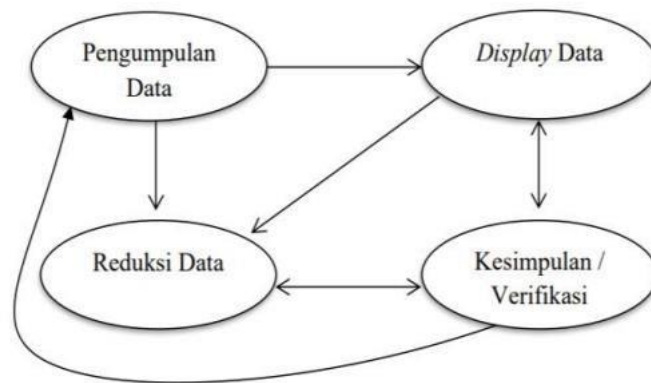 Pengumpulan
Data
Display Data
Reduksi Data
Kesimpulan /
Verifikasi